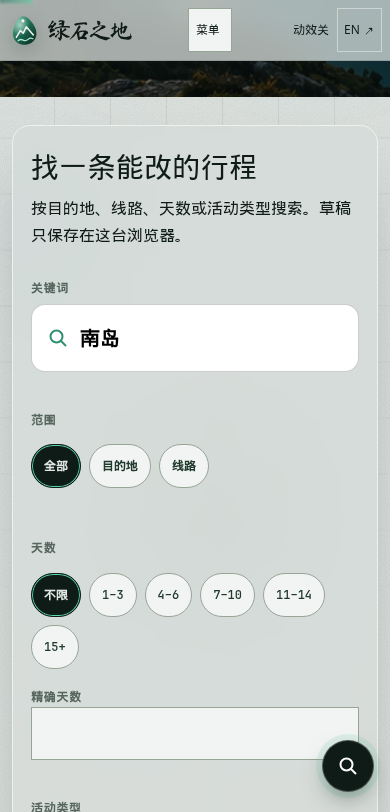 绿石之地
菜单
动效关
EN ↗
找一条能改的行程
按目的地、线路、天数或活动类型搜索。草稿
只保存在这台浏览器。
关键词
南岛
范围
全部
目的地
线路
天数
不限
1–3
4–6
7–10
11–14
15+
精确天数
活动类型